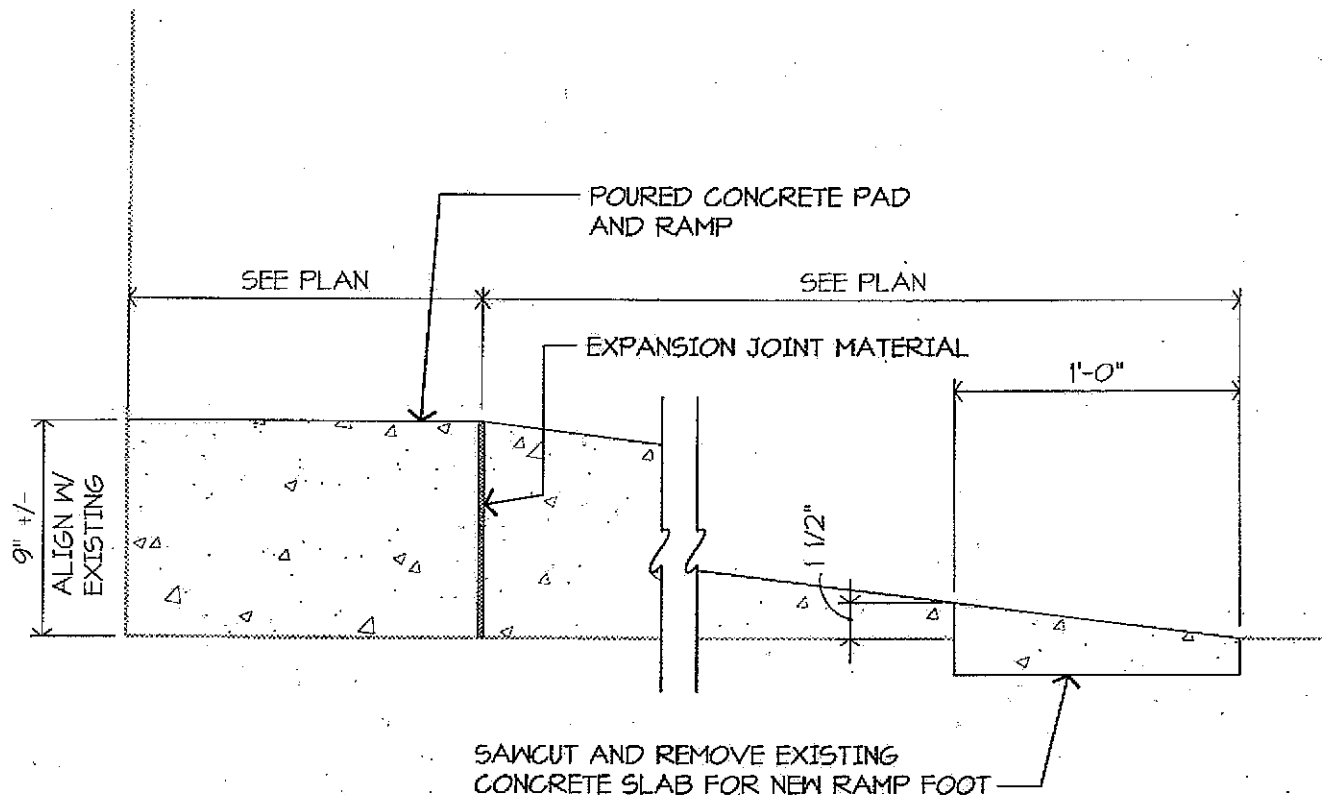 POURED CONCRETE PAD
AND RAMP
SEE PLAN
SEE PLAN
EXPANSION JOINT MATERIAL
1'-0"
9" +/-
ALIGN W/
EXISTING
1 1/2"
SAWCUT AND REMOVE EXISTING
CONCRETE SLAB FOR NEW RAMP FOOT